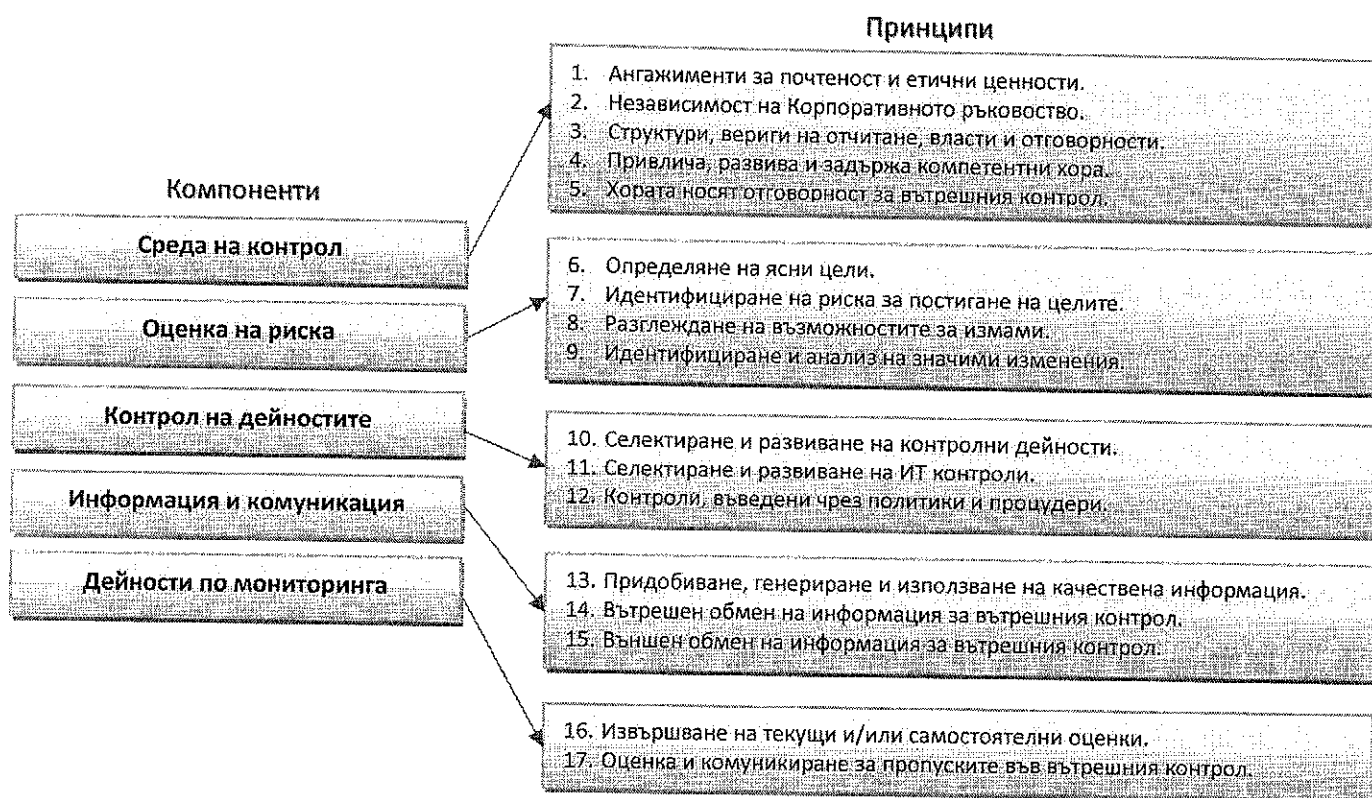 Принципи
1. Ангажименти за почтеност и етични ценности.
2. Независимост на Корпоративното ръковоство.
3. Структури, вериги на отчитане, власти и отговорности.
4. Привлича, развива и задържа компетентни хора.
5. Хората носят отговорност за вътрешния контрол.
Компоненти
Среда на контрол
Оценка на риска
Контрол на дейностите
Информация и комуникация
Дейности по мониторинга
6. Определяне на ясни цели.
7. Идентифициране на риска за постигане на целите.
8. Разглеждане на възможностите за измами.
9. Идентифициране и анализ на значими изменения.
10. Селектиране и развиване на контролни дейности.
11. Селектиране и развиване на ИТ контроли.
12. Контроли, въведени чрез политики и процудери.
13. Придобиване, генериране и използване на качествена информация.
14. Вътрешен обмен на информация за вътрешния контрол.
15. Външен обмен на информация за вътрешния контрол.
16. Извършване на текущи и/или самостоятелни оценки.
17. Оценка и комуникиране за пропуските във вътрешния контрол.